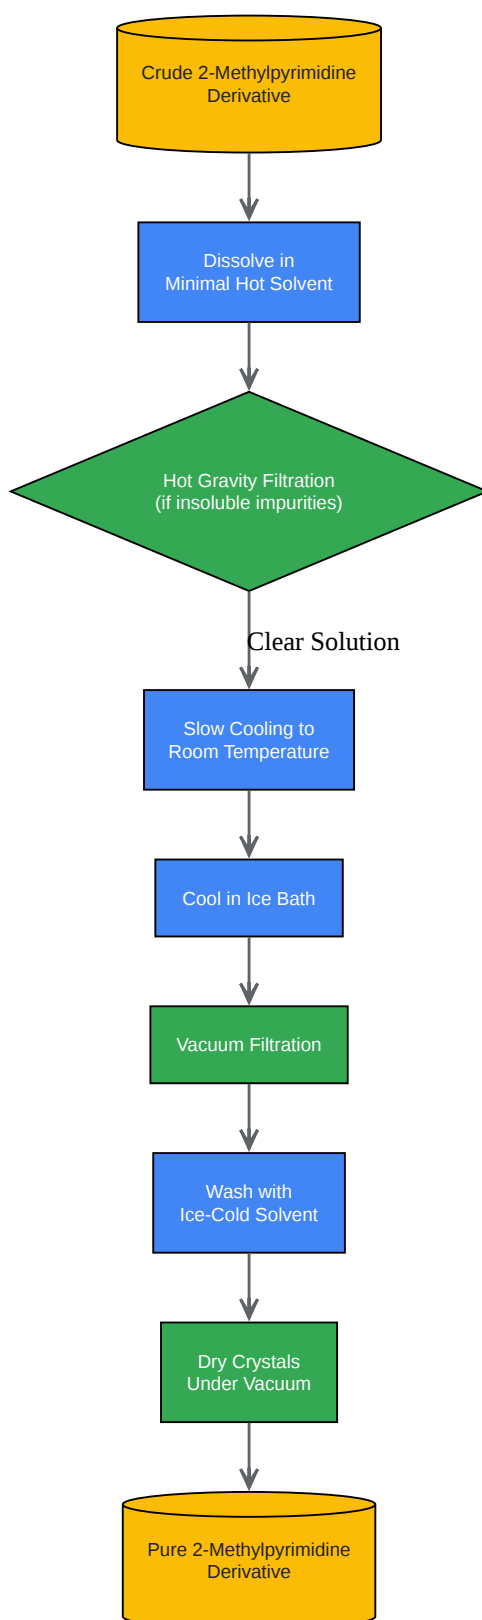 Crude 2-Methylpyrimidine
Derivative
Dissolve in
Minimal Hot Solvent
Hot Gravity Filtration
(if insoluble impurities)
Clear Solution
Slow Cooling to
Room Temperature
Cool in Ice Bath
Vacuum Filtration
Wash with
Ice-Cold Solvent
Dry Crystals
Under Vacuum
Pure 2-Methylpyrimidine
Derivative